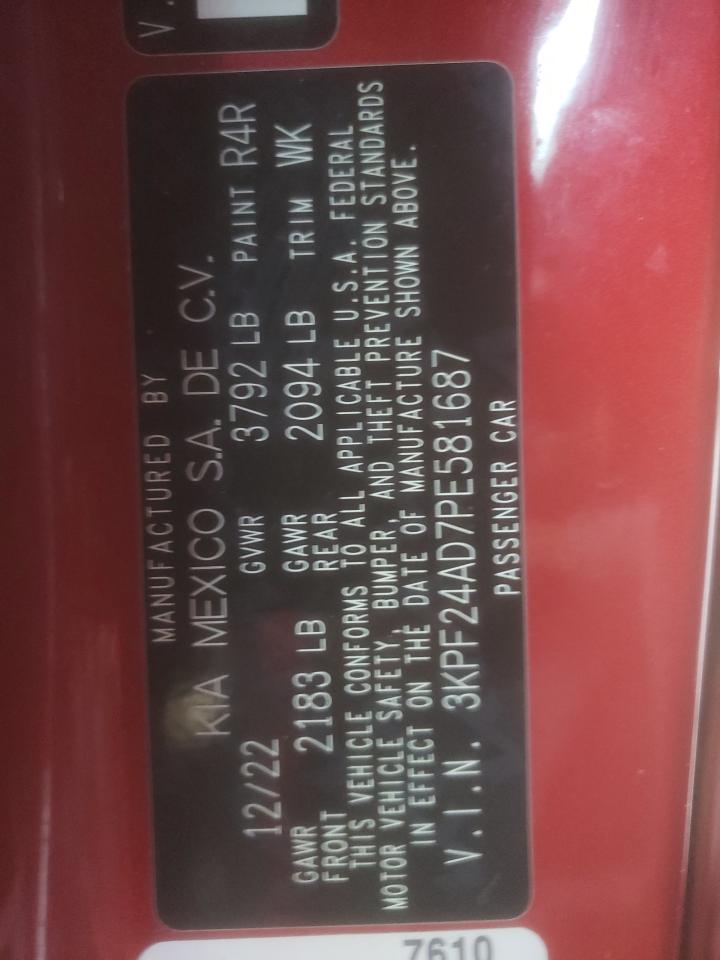 V.
MANUFACTURED BY
KIA MEXICO S.A. DE C.V.
12/22 GVWR 3792 LB PAINT R4R
GAWR FRONT 2183 LB GAWR REAR 2094 LB TRIM WK
THIS VEHICLE CONFORMS TO ALL APPLICABLE U.S.A. FEDERAL
MOTOR VEHICLE SAFETY, BUMPER, AND THEFT PREVENTION STANDARDS
IN EFFECT ON THE DATE OF MANUFACTURE SHOWN ABOVE.
V.I.N. 3KPF24AD7PE581687
PASSENGER CAR
7610